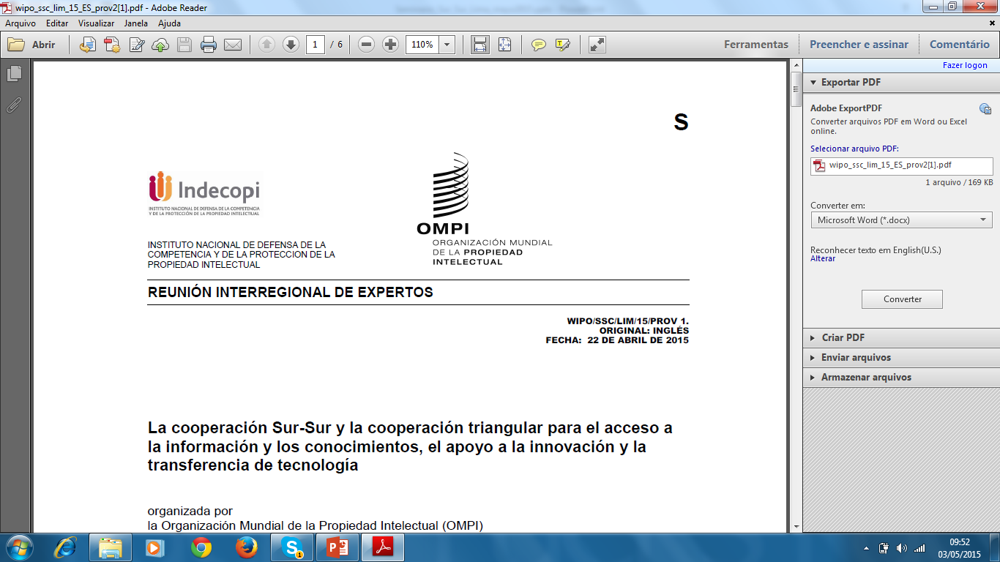 wipo_ssc_lim_15_ES_prov2[1].pdf - Adobe Reader
Arquivo Editar Visualizar Janela Ajuda
Abrir 1 / 6 110% Ferramentas Preencher e assinar Comentário
Fazer logon
Exportar PDF
Adobe ExportPDF
Converter arquivos PDF em Word ou Excel
online.
Selecionar arquivo PDF:
wipo_ssc_lim_15_ES_prov2[1].pdf
1 arquivo / 169 KB
Converter em:
Microsoft Word (*.docx)
Reconhecer texto em English(U.S.)
Alterar
Converter
Criar PDF
Enviar arquivos
Armazenar arquivos
S
Indecopi
INSTITUTO NACIONAL DE DEFENSA DE LA COMPETENCIA
Y DE LA PROTECCIÓN DE LA PROPIEDAD INTELECTUAL
OMPI
ORGANIZACIÓN MUNDIAL
DE LA PROPIEDAD
INTELECTUAL
INSTITUTO NACIONAL DE DEFENSA DE LA
COMPETENCIA Y DE LA PROTECCION DE LA
PROPIEDAD INTELECTUAL
REUNIÓN INTERREGIONAL DE EXPERTOS
WIPO/SSC/LIM/15/PROV 1.
ORIGINAL: INGLÉS
FECHA: 22 DE ABRIL DE 2015
La cooperación Sur-Sur y la cooperación triangular para el acceso a
la información y los conocimientos, el apoyo a la innovación y la
transferencia de tecnología
organizada por
la Organización Mundial de la Propiedad Intelectual (OMPI)
09:52
03/05/2015